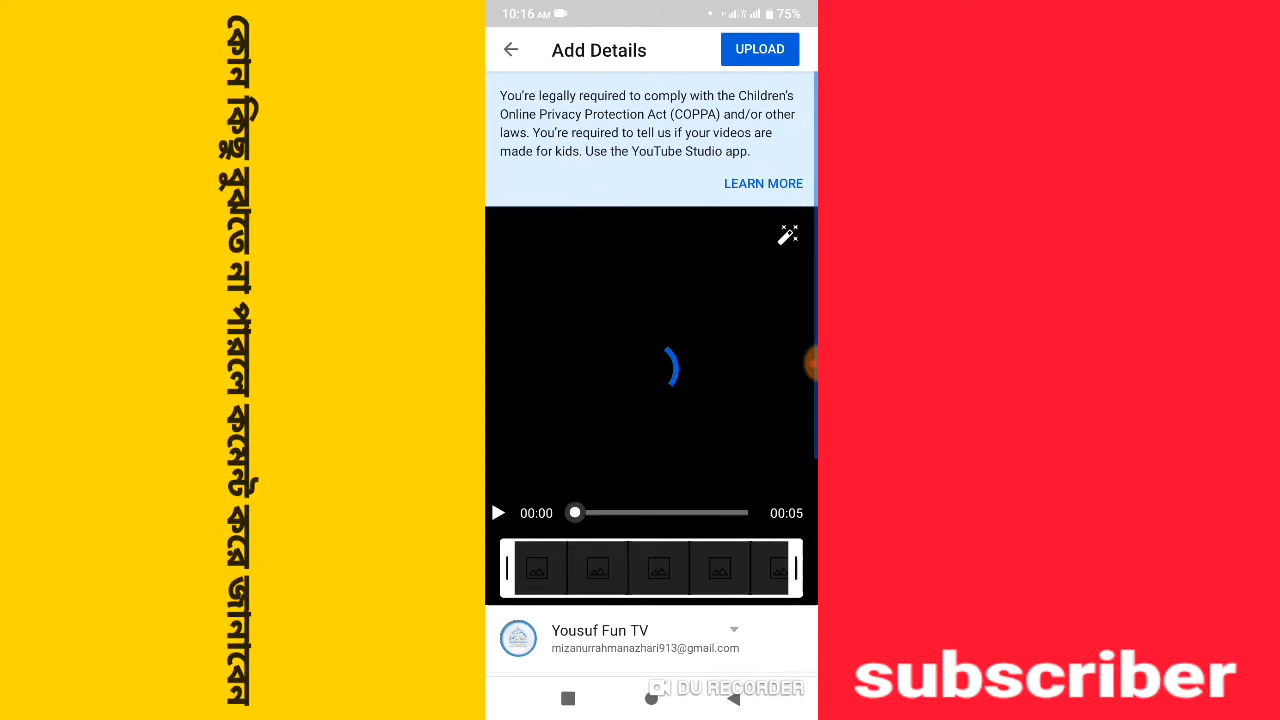 কোন কিছু বুঝতে না পারলে কমেন্ট করে জানাবেন
10:16 AM
75%
Add Details
UPLOAD
You're legally required to comply with the Children's
Online Privacy Protection Act (COPPA) and/or other
laws. You're required to tell us if your videos are
made for kids. Use the YouTube Studio app.
LEARN MORE
00:00
00:05
Yousuf Fun TV
mizanurrahmanazhari913@gmail.com
DU RECORDER
subscriber